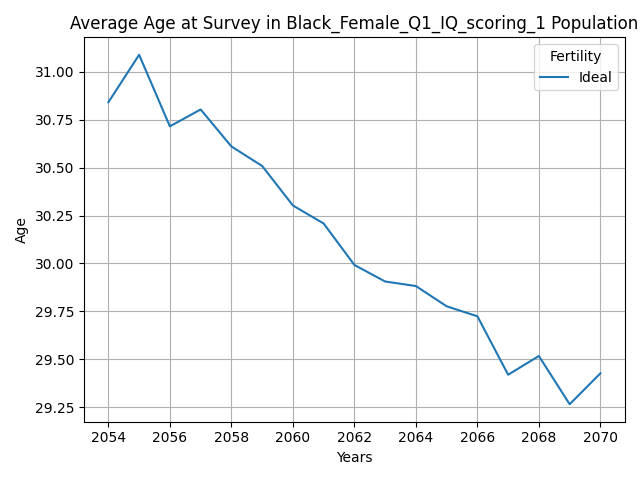 Average Age at Survey in Black_Female_Q1_IQ_scoring_1 Population
Fertility
Ideal
Age
31.00
30.75
30.50
30.25
30.00
29.75
29.50
29.25
2054 2056 2058 2060 2062 2064 2066 2068 2070
Years